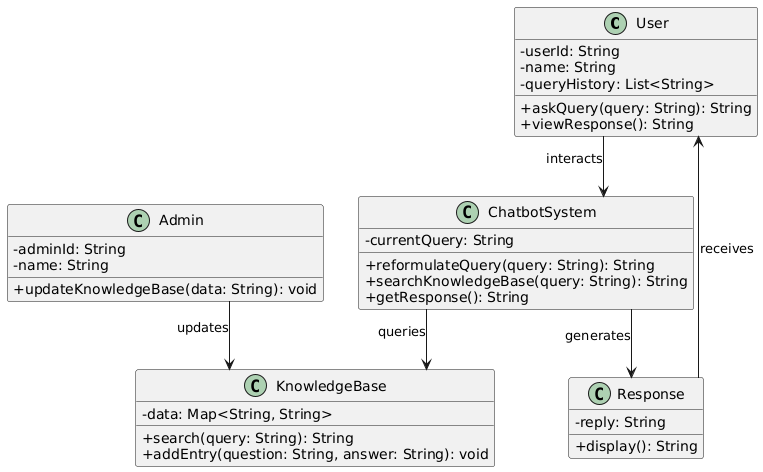 C User
-userId: String
-name: String
-queryHistory: List<String>
+askQuery(query: String): String
+viewResponse(): String
interacts
C Admin
-adminId: String
-name: String
+updateKnowledgeBase(data: String): void
C ChatbotSystem
-currentQuery: String
+reformulateQuery(query: String): String
+searchKnowledgeBase(query: String): String
+getResponse(): String
receives
updates
queries
generates
C KnowledgeBase
-data: Map<String, String>
+search(query: String): String
+addEntry(question: String, answer: String): void
C Response
-reply: String
+display(): String